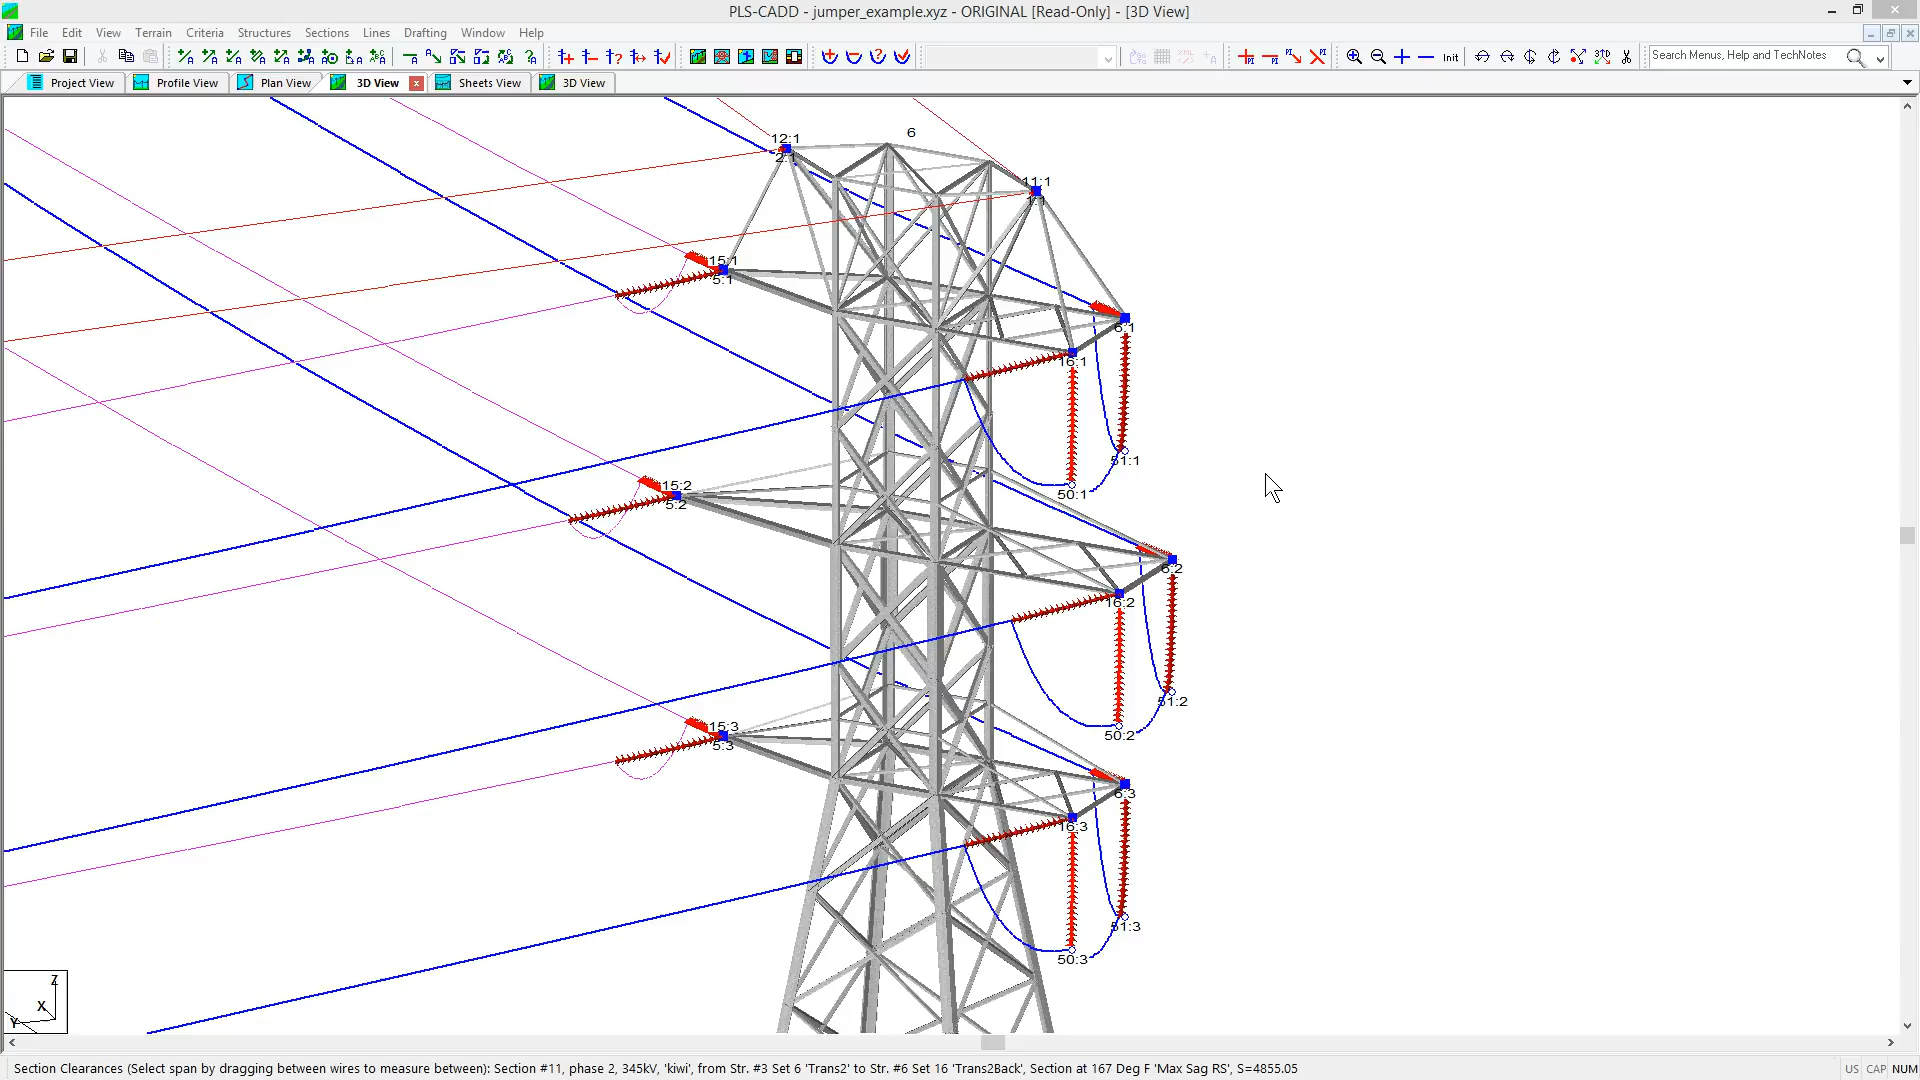 PLS-CADD - jumper_example.xyz - ORIGINAL [Read-Only] - [3D View]
File Edit View Terrain Criteria Structures Sections Lines Drafting Window Help
Init 3D Search Menus, Help and TechNotes
Project View Profile View Plan View 3D View x Sheets View 3D View
6
12:1
2:1
11:1
1:1
15:1
5:1
6:1
16:1
51:1
50:1
15:2
5:2
6:2
16:2
51:2
50:2
15:3
5:3
6:3
16:3
51:3
50:3
Z
X
Y
Section Clearances (Select span by dragging between wires to measure between): Section #11, phase 2, 345kV, 'kiwi', from Str. #3 Set 6 'Trans2' to Str. #6 Set 16 'Trans2Back', Section at 167 Deg F 'Max Sag RS', S=4855.05
US CAP NUM